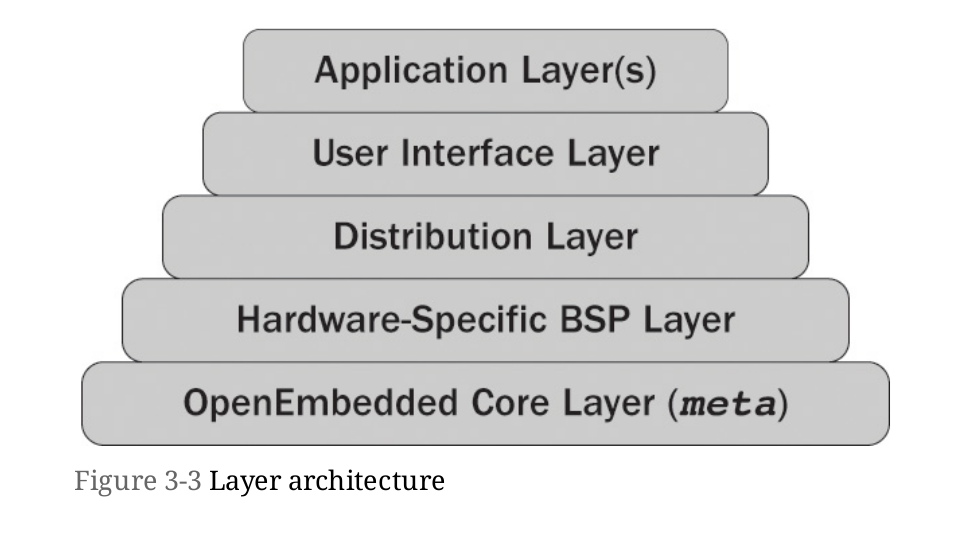 Application Layer(s)
User Interface Layer
Distribution Layer
Hardware-Specific BSP Layer
OpenEmbedded Core Layer (meta)
Figure 3-3 Layer architecture